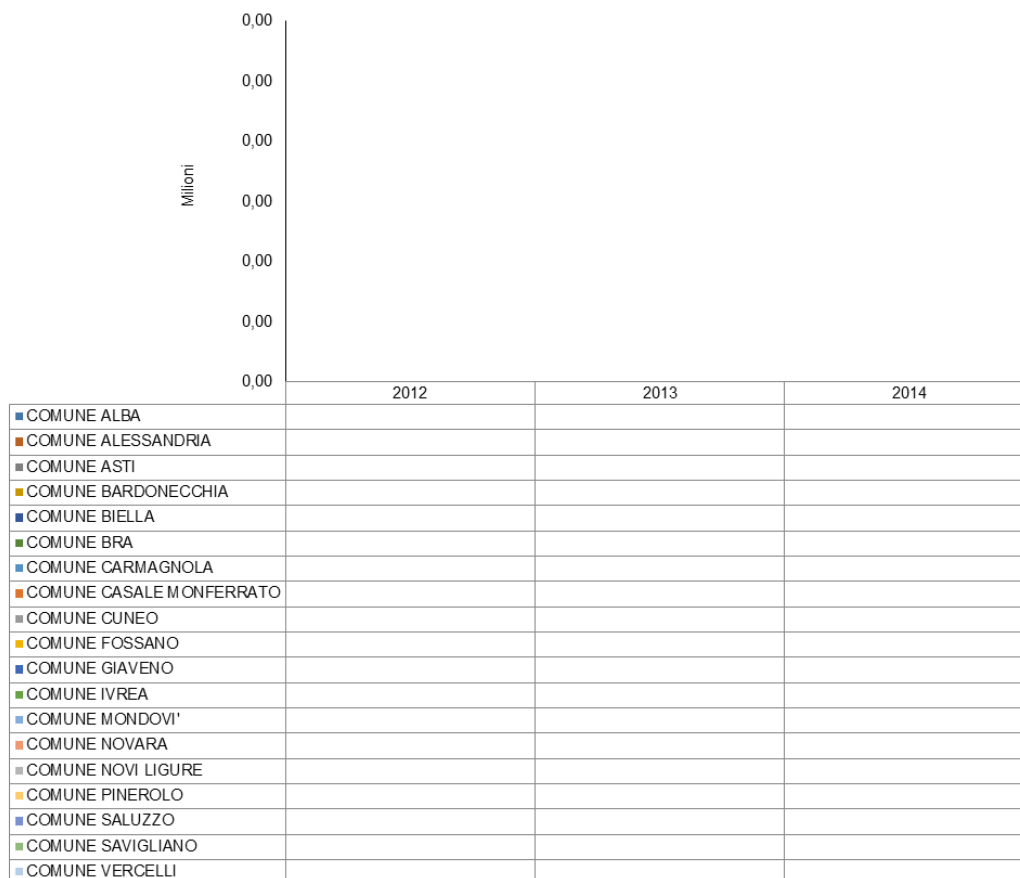 0,00
0,00
0,00
Milioni
0,00
0,00
0,00
0,00
2012 2013 2014
COMUNE ALBA
COMUNE ALESSANDRIA
COMUNE ASTI
COMUNE BARDONECCHIA
COMUNE BIELLA
COMUNE BRA
COMUNE CARMAGNOLA
COMUNE CASALE MONFERRATO
COMUNE CUNEO
COMUNE FOSSANO
COMUNE GIAVENO
COMUNE IVREA
COMUNE MONDOVI'
COMUNE NOVARA
COMUNE NOVI LIGURE
COMUNE PINEROLO
COMUNE SALUZZO
COMUNE SAVIGLIANO
COMUNE VERCELLI